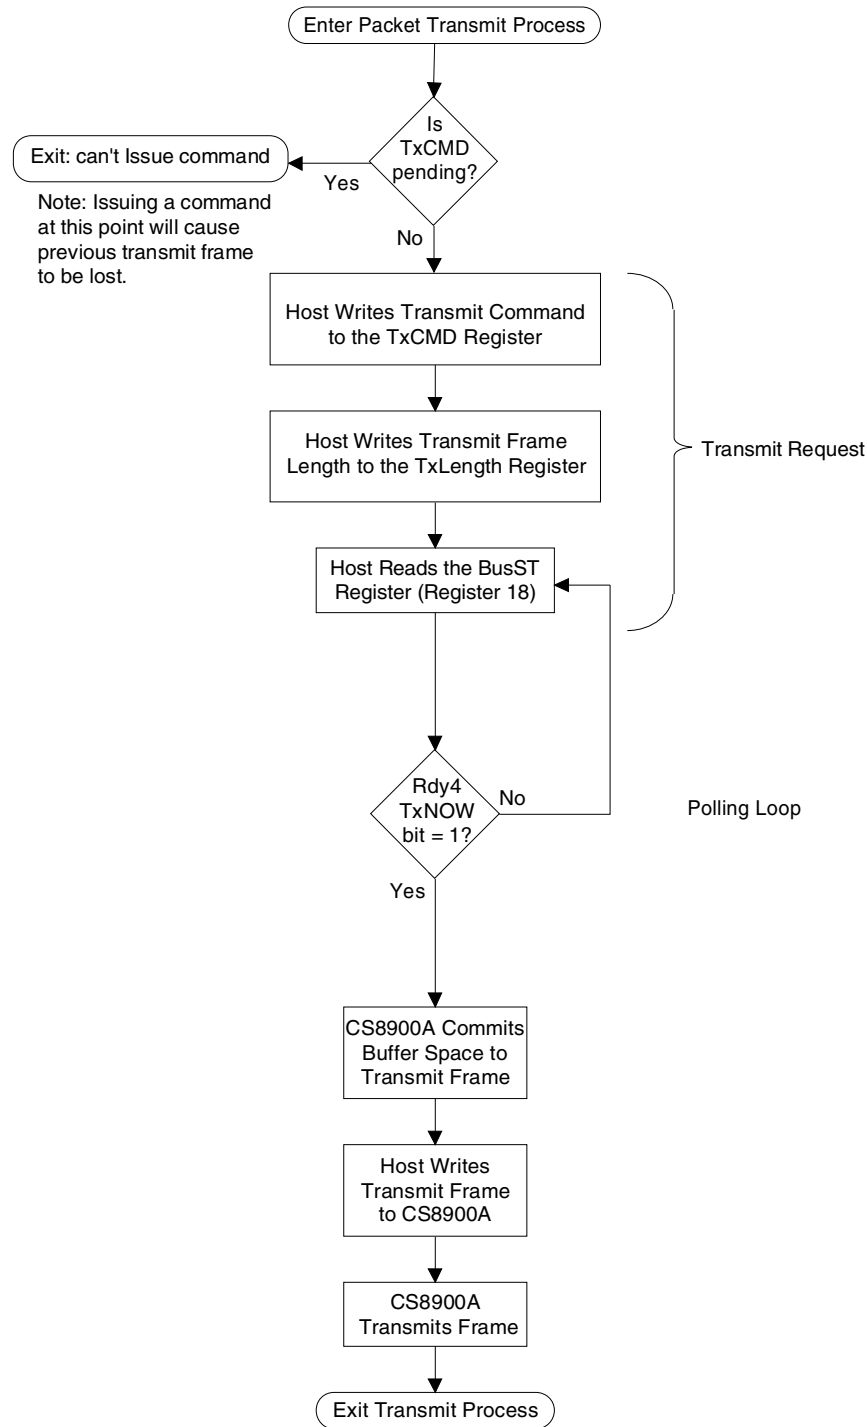 Enter Packet Transmit Process
Is
TxCMD
pending?
Exit: can't Issue command
Yes
Note: Issuing a command
at this point will cause
previous transmit frame
to be lost.
No
Host Writes Transmit Command
to the TxCMD Register
Host Writes Transmit Frame
Length to the TxLength Register
Transmit Request
Host Reads the BusST
Register (Register 18)
Rdy4
TxNOW
bit = 1?
No
Polling Loop
Yes
CS8900A Commits
Buffer Space to
Transmit Frame
Host Writes
Transmit Frame
to CS8900A
CS8900A
Transmits Frame
Exit Transmit Process